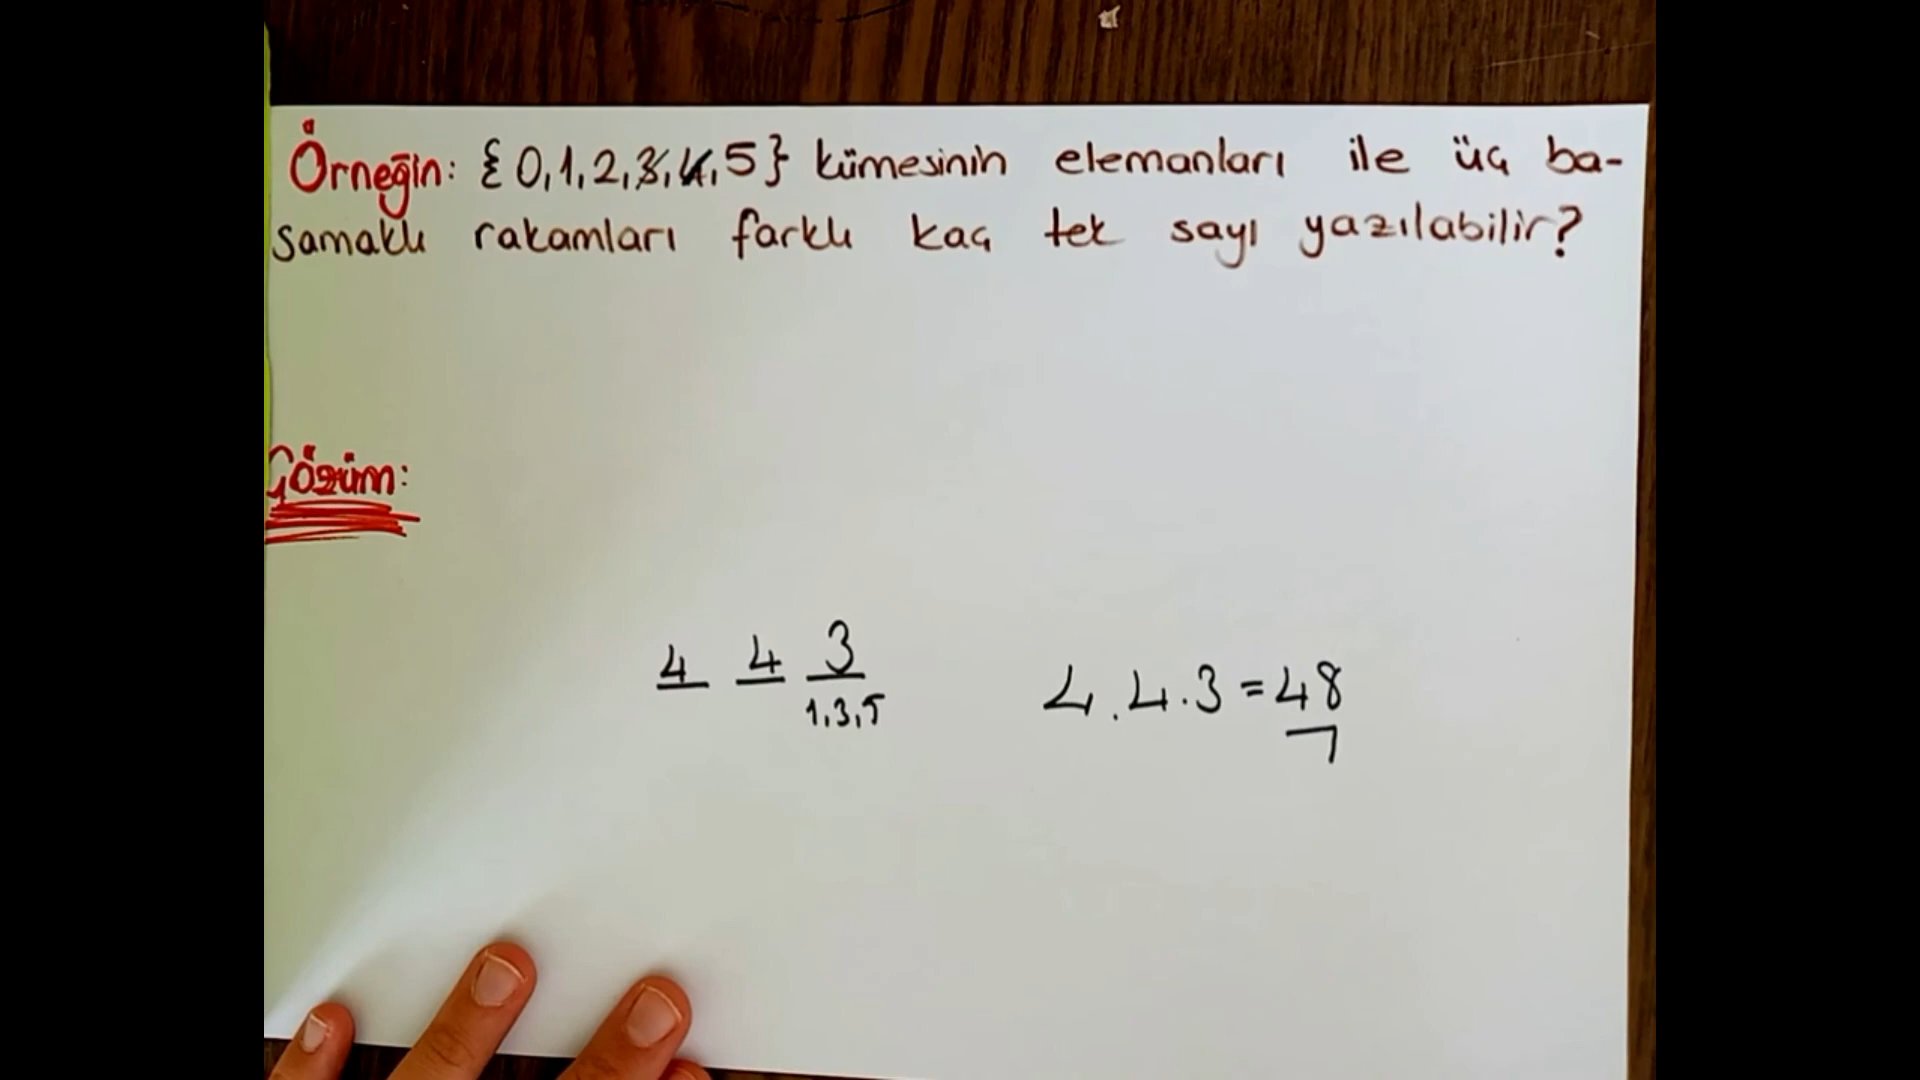 Örneğin: {0,1,2,3,4,5} kümesinin elemanları ile üç ba-
samaklı rakamları farklı kaç tek sayı yazılabilir?
Çözüm:
4 4 3
1,3,5
4.4.3=48